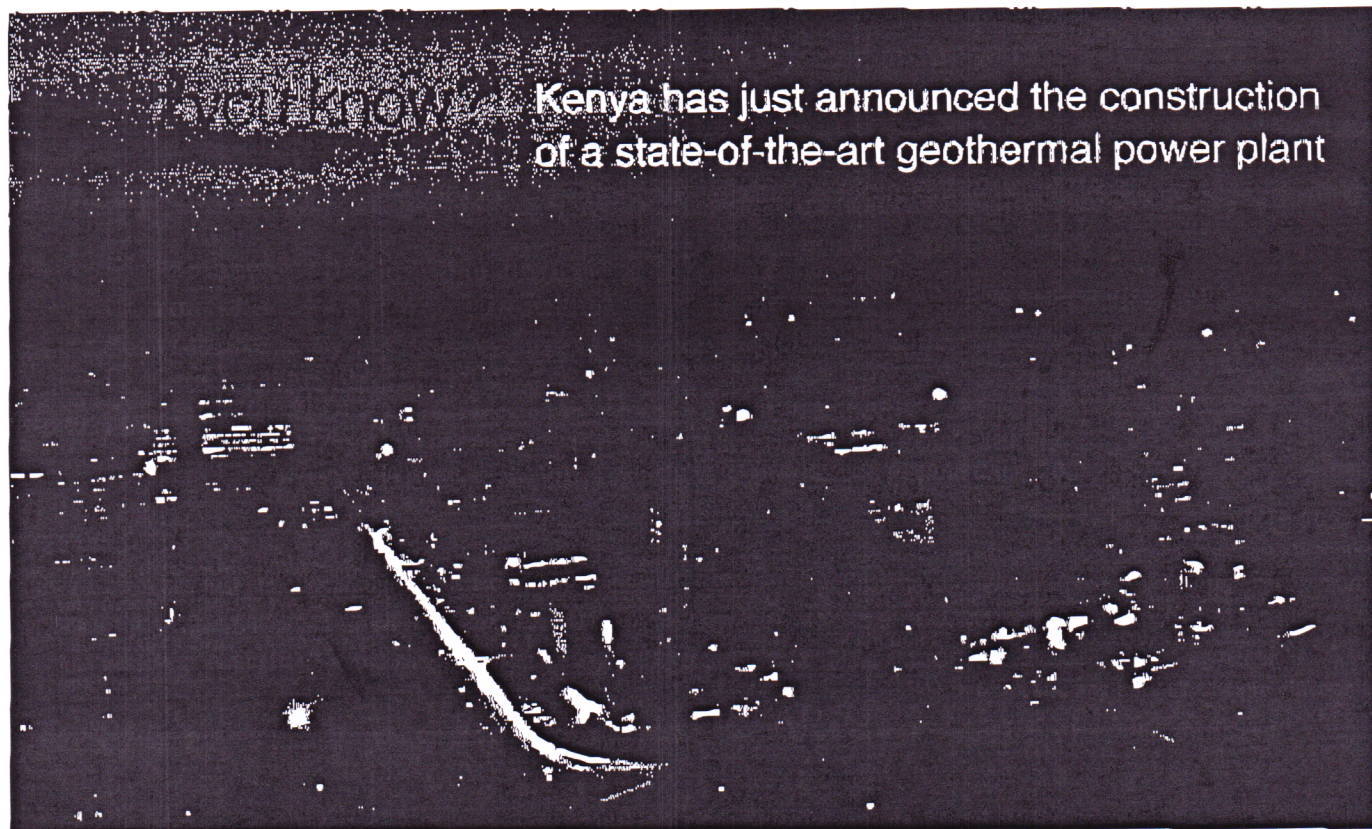 Kenya has just announced the construction
of a state-of-the-art geothermal power plant